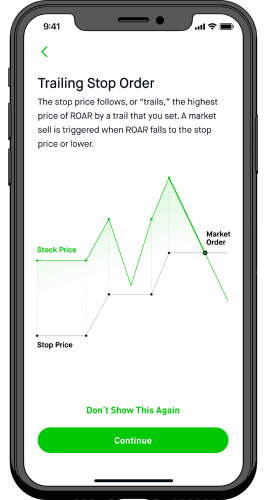 9:41
Trailing Stop Order
The stop price follows, or “trails,” the highest
price of ROAR by a trail that you set. A market
sell is triggered when ROAR falls to the stop
price or lower.
Market
Order
Stock Price
Stop Price
Don’t Show This Again
Continue